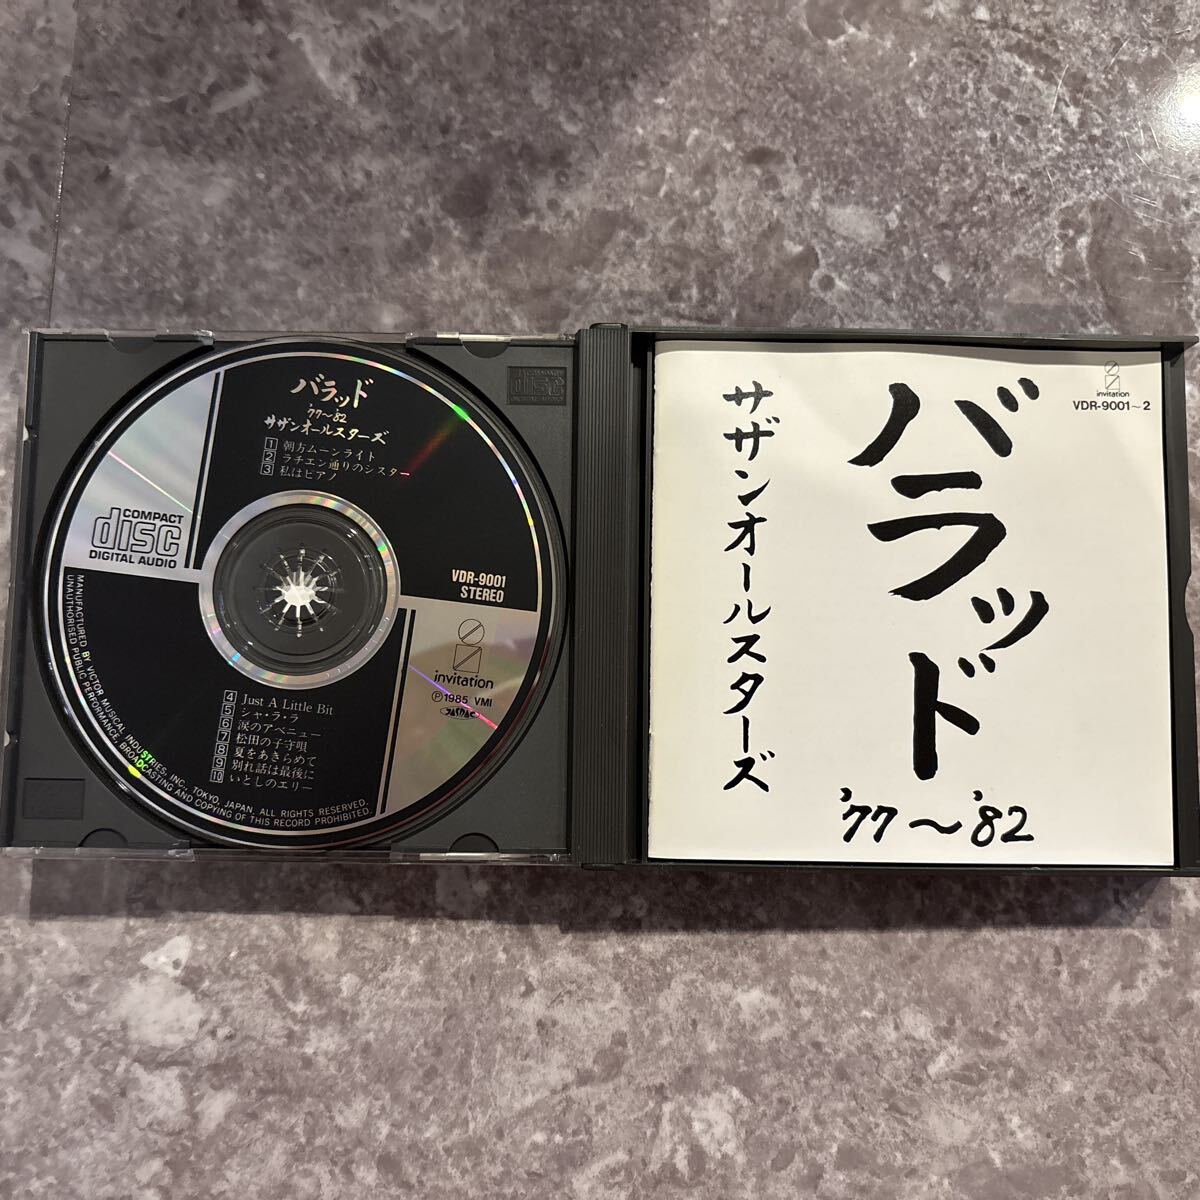 バラッド
'77〜'82
サザンオールスターズ
1 朝方ムーンライト
2 ラチエン通りのシスター
3 私はピアノ
COMPACT
disc
DIGITAL AUDIO
VDR-9001
STEREO
invitation
Ⓟ1985 VMI
JASRAC
4 Just A Little Bit
5 シャ・ラ・ラ
6 涙のアベニュー
7 松田の子守唄
8 夏をあきらめて
9 別れ話は最後に
10 いとしのエリー
MANUFACTURED BY VICTOR MUSICAL INDUSTRIES, INC., TOKYO, JAPAN. ALL RIGHTS RESERVED.
UNAUTHORISED PUBLIC PERFORMANCE, BROADCASTING AND COPYING OF THIS RECORD PROHIBITED.
COMPACT
disc
DIGITAL AUDIO
invitation
VDR-9001~2
バラッド
'77〜'82
サザンオールスターズ